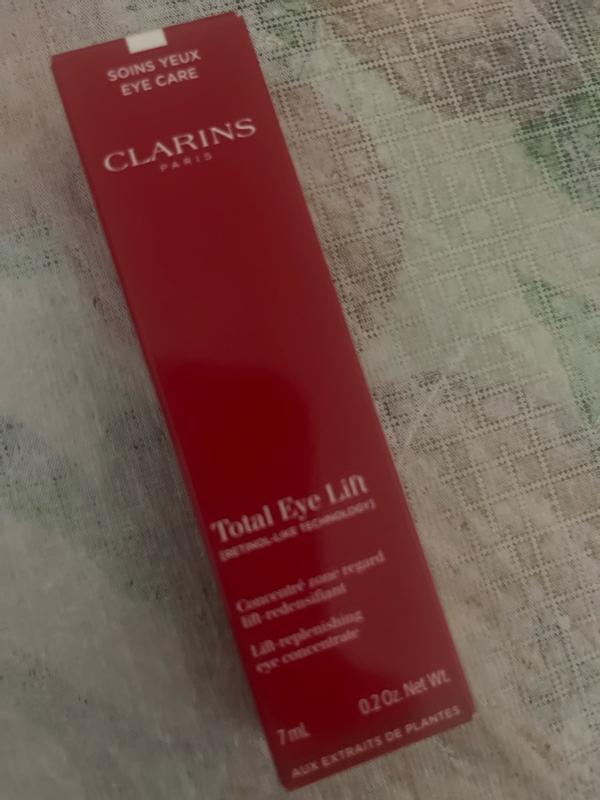 SOINS YEUX
EYE CARE
CLARINS
PARIS
Total Eye Lift
[RETINOL-LIKE TECHNOLOGY]
Concentré zone regard
lift-redensifiant
Lift-replenishing
eye concentrate
7 mL 0.2 Oz. Net Wt.
AUX EXTRAITS DE PLANTES